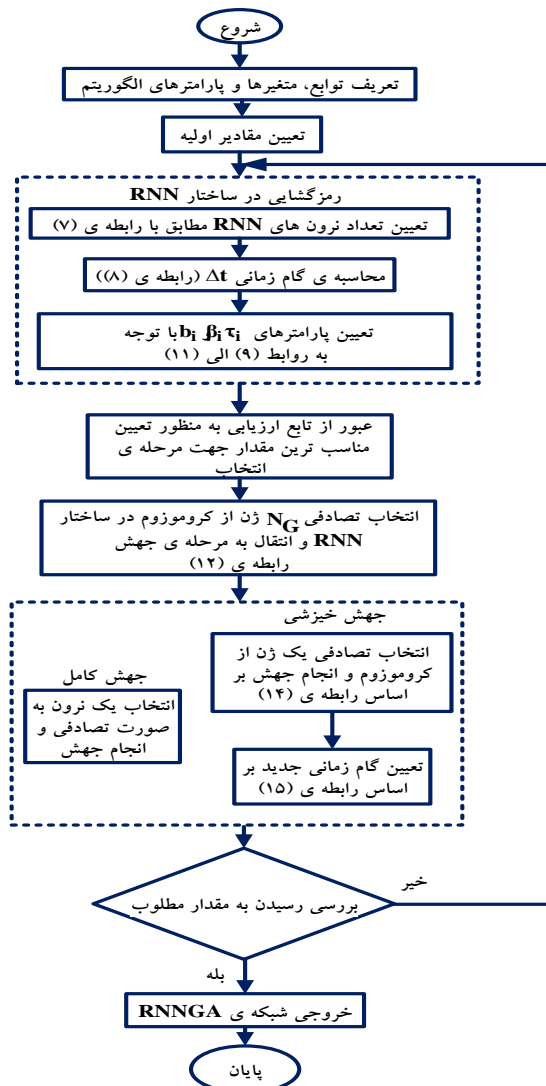 شروع
تعریف توابع، متغیرها و پارامترهای الگوریتم
تعیین مقادیر اولیه
رمزگشایی در ساختار RNN
تعیین تعداد نرون های RNN مطابق با رابطه ی (۷)
محاسبه ی گام زمانی Δt (رابطه ی (۸))
تعیین پارامترهای bᵢ βᵢ τᵢ با توجه
به روابط (۹) الی (۱۱)
عبور از تابع ارزیابی به منظور تعیین
مناسب ترین مقدار جهت مرحله ی
انتخاب
انتخاب تصادفی N_G ژن از کروموزوم در ساختار
RNN و انتقال به مرحله ی جهش
رابطه ی (۱۲)
جهش خیزشی
انتخاب تصادفی یک ژن از
کروموزوم و انجام جهش بر
اساس رابطه ی (۱۴)
تعیین گام زمانی جدید بر
اساس رابطه ی (۱۵)
جهش کامل
انتخاب یک نرون به
صورت تصادفی و
انجام جهش
بررسی رسیدن به مقدار مطلوب
خیر
بله
خروجی شبکه ی RNNGA
پایان